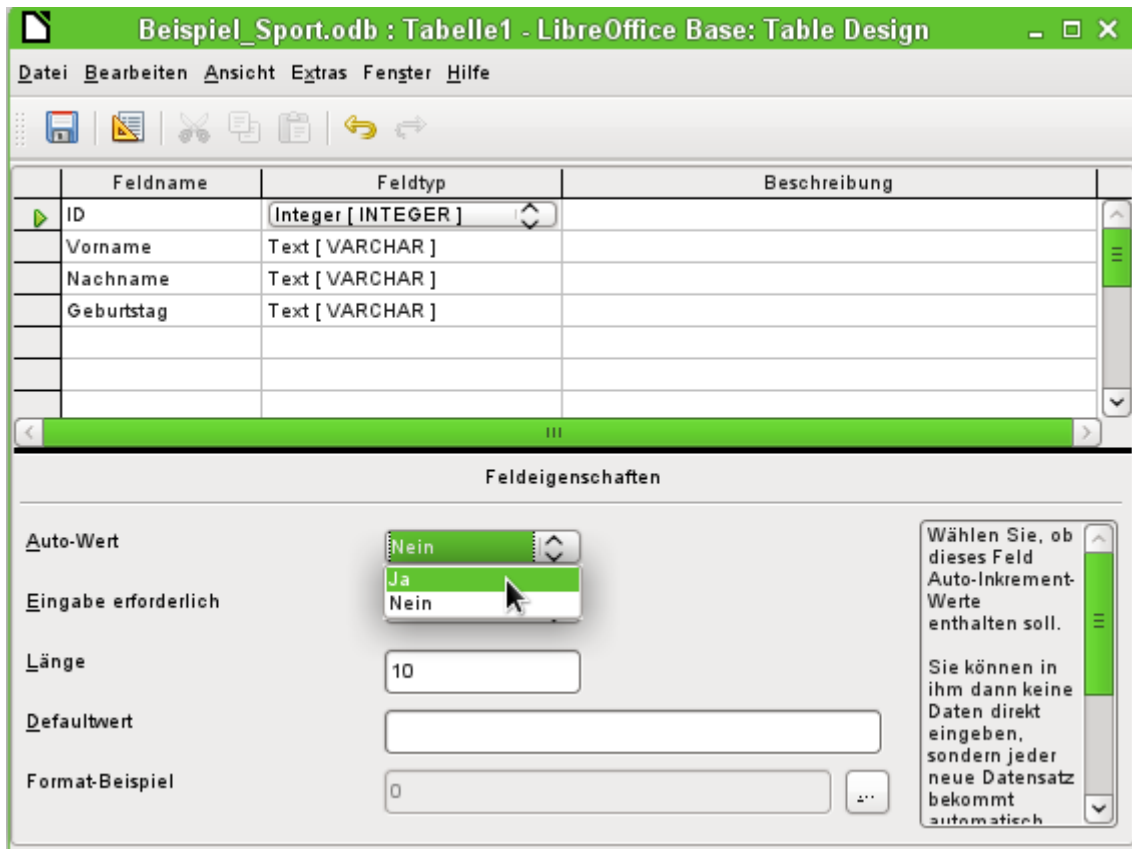 Beispiel_Sport.odb : Tabelle1 - LibreOffice Base: Table Design
Datei Bearbeiten Ansicht Extras Fenster Hilfe
Feldname Feldtyp Beschreibung
ID Integer [ INTEGER ]
Vorname Text [ VARCHAR ]
Nachname Text [ VARCHAR ]
Geburtstag Text [ VARCHAR ]
Feldeigenschaften
Auto-Wert Nein
Ja
Nein
Eingabe erforderlich
Länge 10
Defaultwert
Format-Beispiel 0 ...
Wählen Sie, ob
dieses Feld
Auto-Inkrement-
Werte
enthalten soll.
Sie können in
ihm dann keine
Daten direkt
eingeben,
sondern jeder
neue Datensatz
bekommt
automatisch